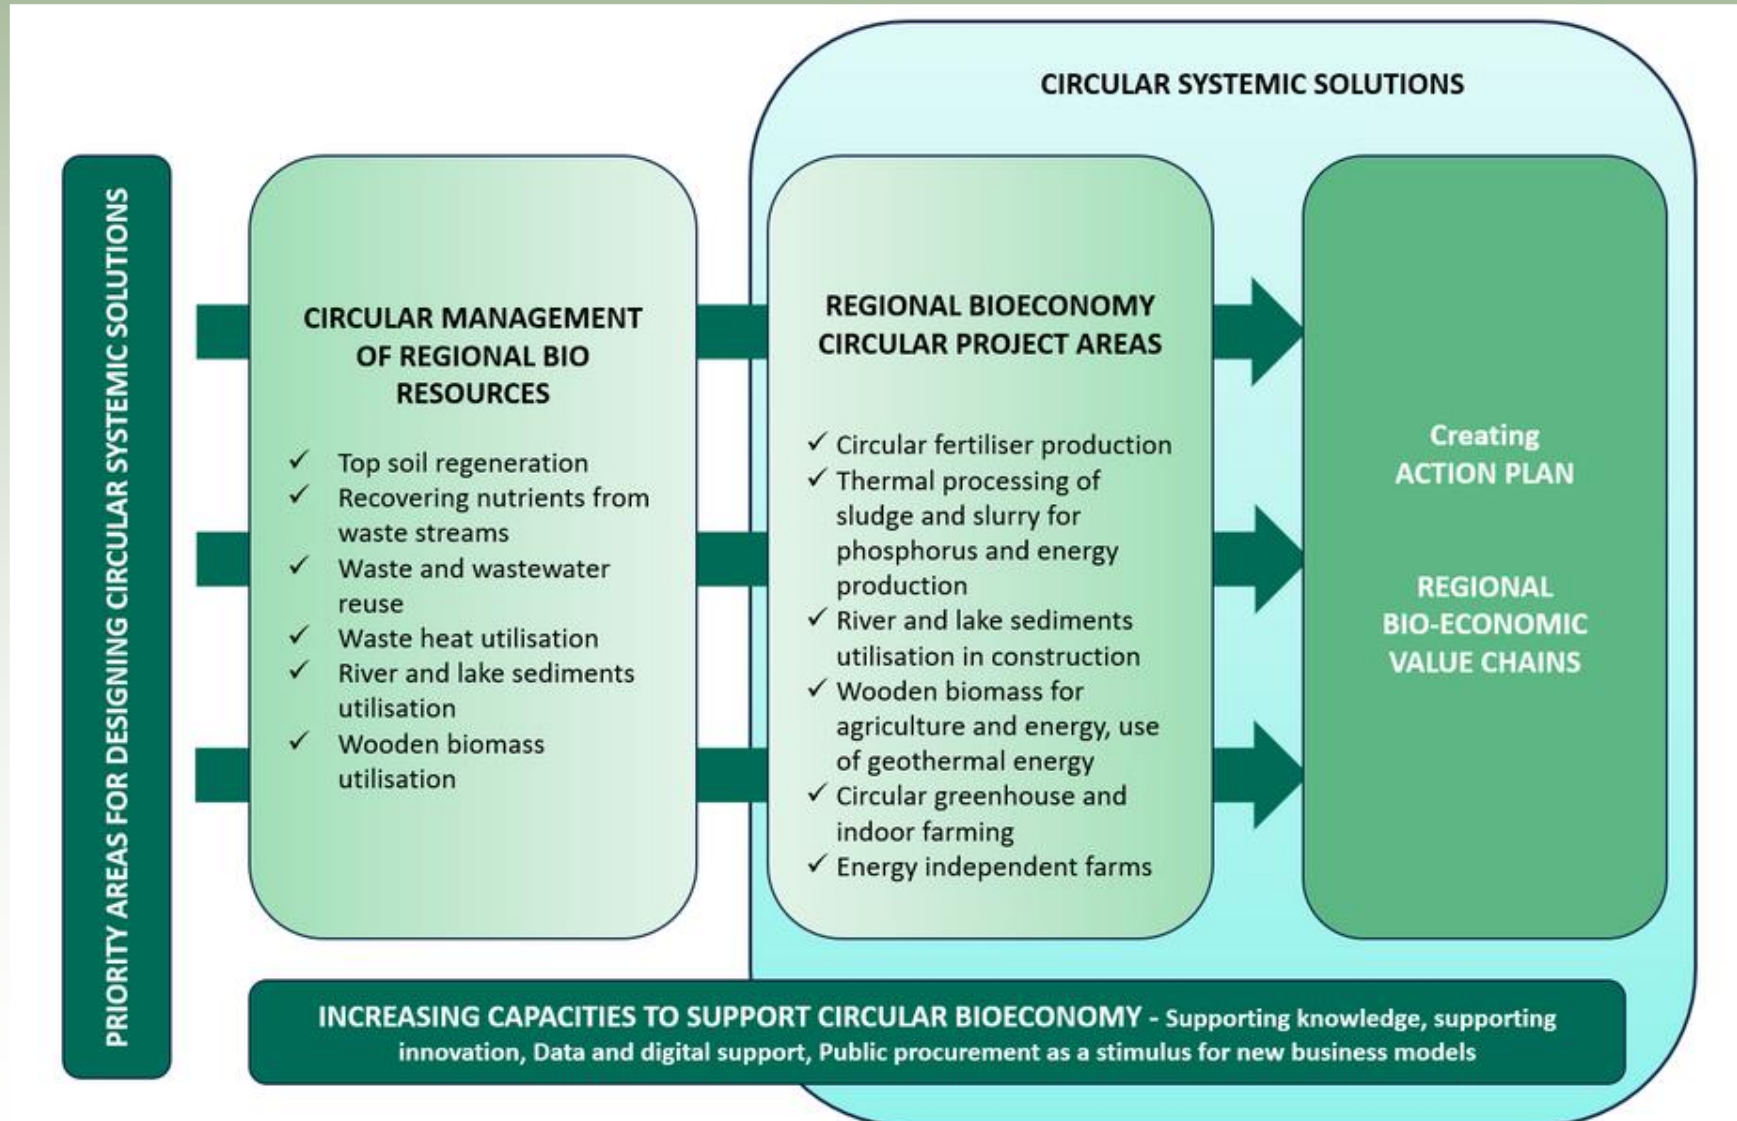 PRIORITY AREAS FOR DESIGNING CIRCULAR SYSTEMIC SOLUTIONS
CIRCULAR SYSTEMIC SOLUTIONS
CIRCULAR MANAGEMENT
OF REGIONAL BIO
RESOURCES
✓ Top soil regeneration
✓ Recovering nutrients from
waste streams
✓ Waste and wastewater
reuse
✓ Waste heat utilisation
✓ River and lake sediments
utilisation
✓ Wooden biomass
utilisation
REGIONAL BIOECONOMY
CIRCULAR PROJECT AREAS
✓ Circular fertiliser production
✓ Thermal processing of
sludge and slurry for
phosphorus and energy
production
✓ River and lake sediments
utilisation in construction
✓ Wooden biomass for
agriculture and energy, use
of geothermal energy
✓ Circular greenhouse and
indoor farming
✓ Energy independent farms
Creating
ACTION PLAN
REGIONAL
BIO-ECONOMIC
VALUE CHAINS
INCREASING CAPACITIES TO SUPPORT CIRCULAR BIOECONOMY - Supporting knowledge, supporting
innovation, Data and digital support, Public procurement as a stimulus for new business models